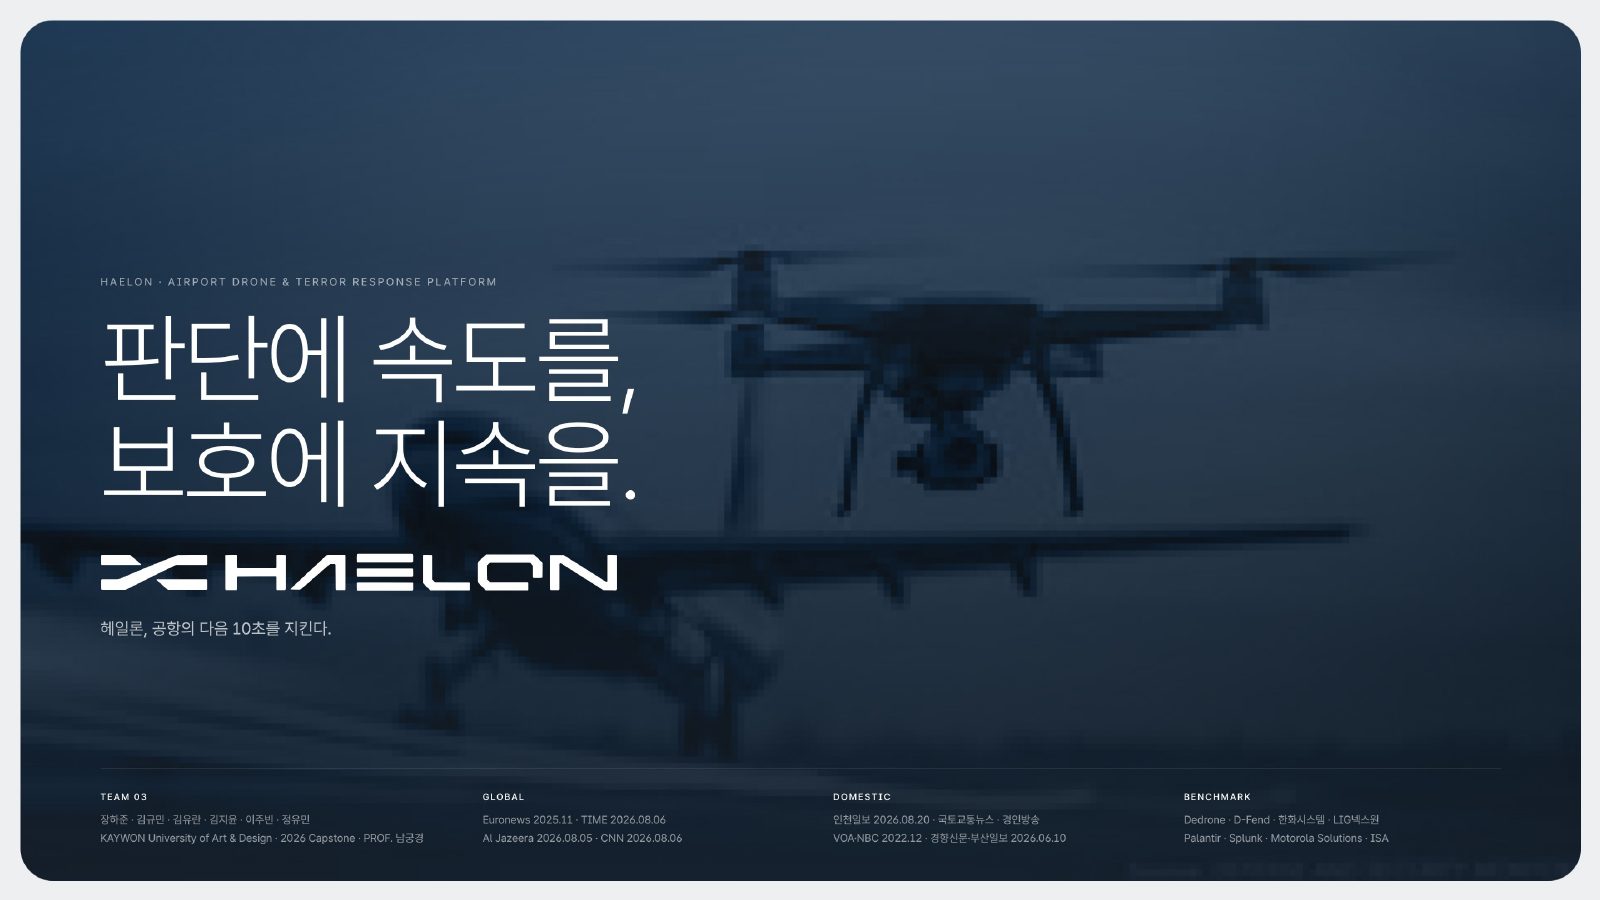 HAELON · AIRPORT DRONE & TERROR RESPONSE PLATFORM
판단에 속도를,
보호에 지속을.
HAELON
헤일론, 공항의 다음 10초를 지킨다.
TEAM 03
장하준 · 김규민 · 김유란 · 김지윤 · 이주빈 · 정유민
KAYWON University of Art & Design · 2026 Capstone · PROF. 남궁경
GLOBAL
Euronews 2025.11 · TIME 2026.08.06
Al Jazeera 2026.08.05 · CNN 2026.08.06
DOMESTIC
인천일보 2026.08.20 · 국토교통뉴스 · 경인방송
VOA·NBC 2022.12 · 경향신문·부산일보 2026.06.10
BENCHMARK
Dedrone · D-Fend · 한화시스템 · LIG넥스원
Palantir · Splunk · Motorola Solutions · ISA